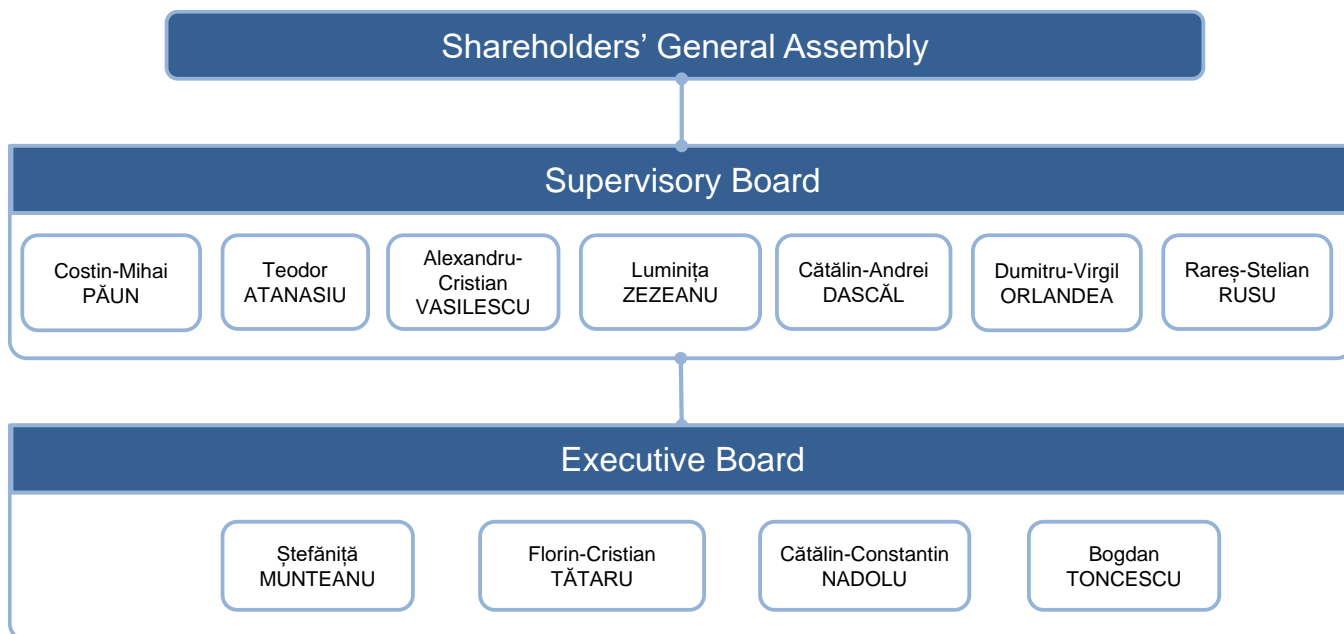 Shareholders’ General Assembly
Supervisory Board
Costin-Mihai
PĂUN
Teodor
ATANASIU
Alexandru-
Cristian
VASILESCU
Luminița
ZEZEANU
Cătălin-Andrei
DASCĂL
Dumitru-Virgil
ORLANDEA
Rareș-Stelian
RUSU
Executive Board
Ștefăniță
MUNTEANU
Florin-Cristian
TĂTARU
Cătălin-Constantin
NADOLU
Bogdan
TONCESCU